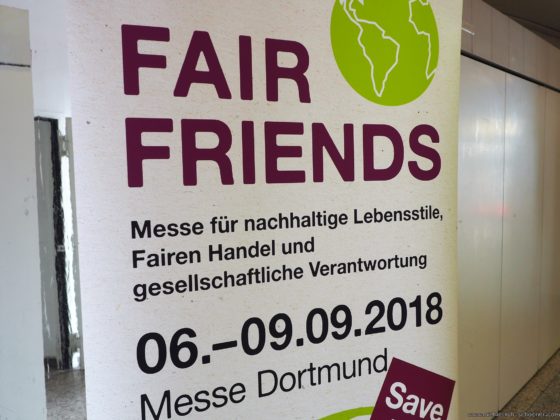 FAIR
FRIENDS
Messe für nachhaltige Lebensstile,
Fairen Handel und
gesellschaftliche Verantwortung
06.–09.09.2018
Messe Dortmund
Save